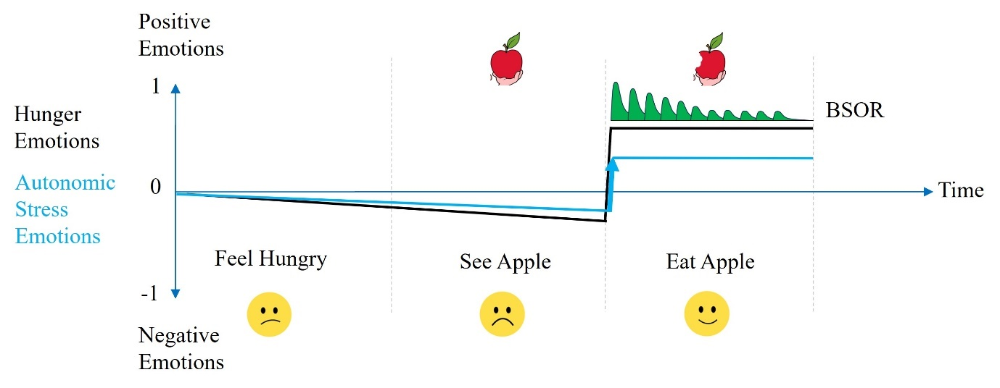 Positive
Emotions
1
Hunger
Emotions
BSOR
Autonomic
Stress
Emotions
0
Time
Feel Hungry
See Apple
Eat Apple
-1
Negative
Emotions